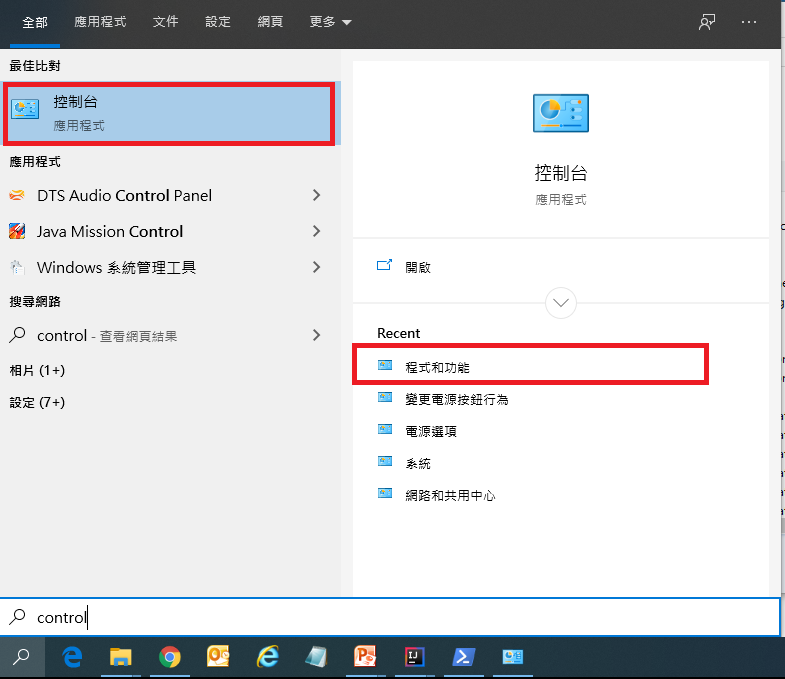 全部 應用程式 文件 設定 網頁 更多
最佳比對
控制台
應用程式
應用程式
DTS Audio Control Panel
Java Mission Control
Windows 系統管理工具
搜尋網路
control - 查看網頁結果
相片 (1+)
設定 (7+)
控制台
應用程式
開啟
Recent
程式和功能
變更電源按鈕行為
電源選項
系統
網路和共用中心
control